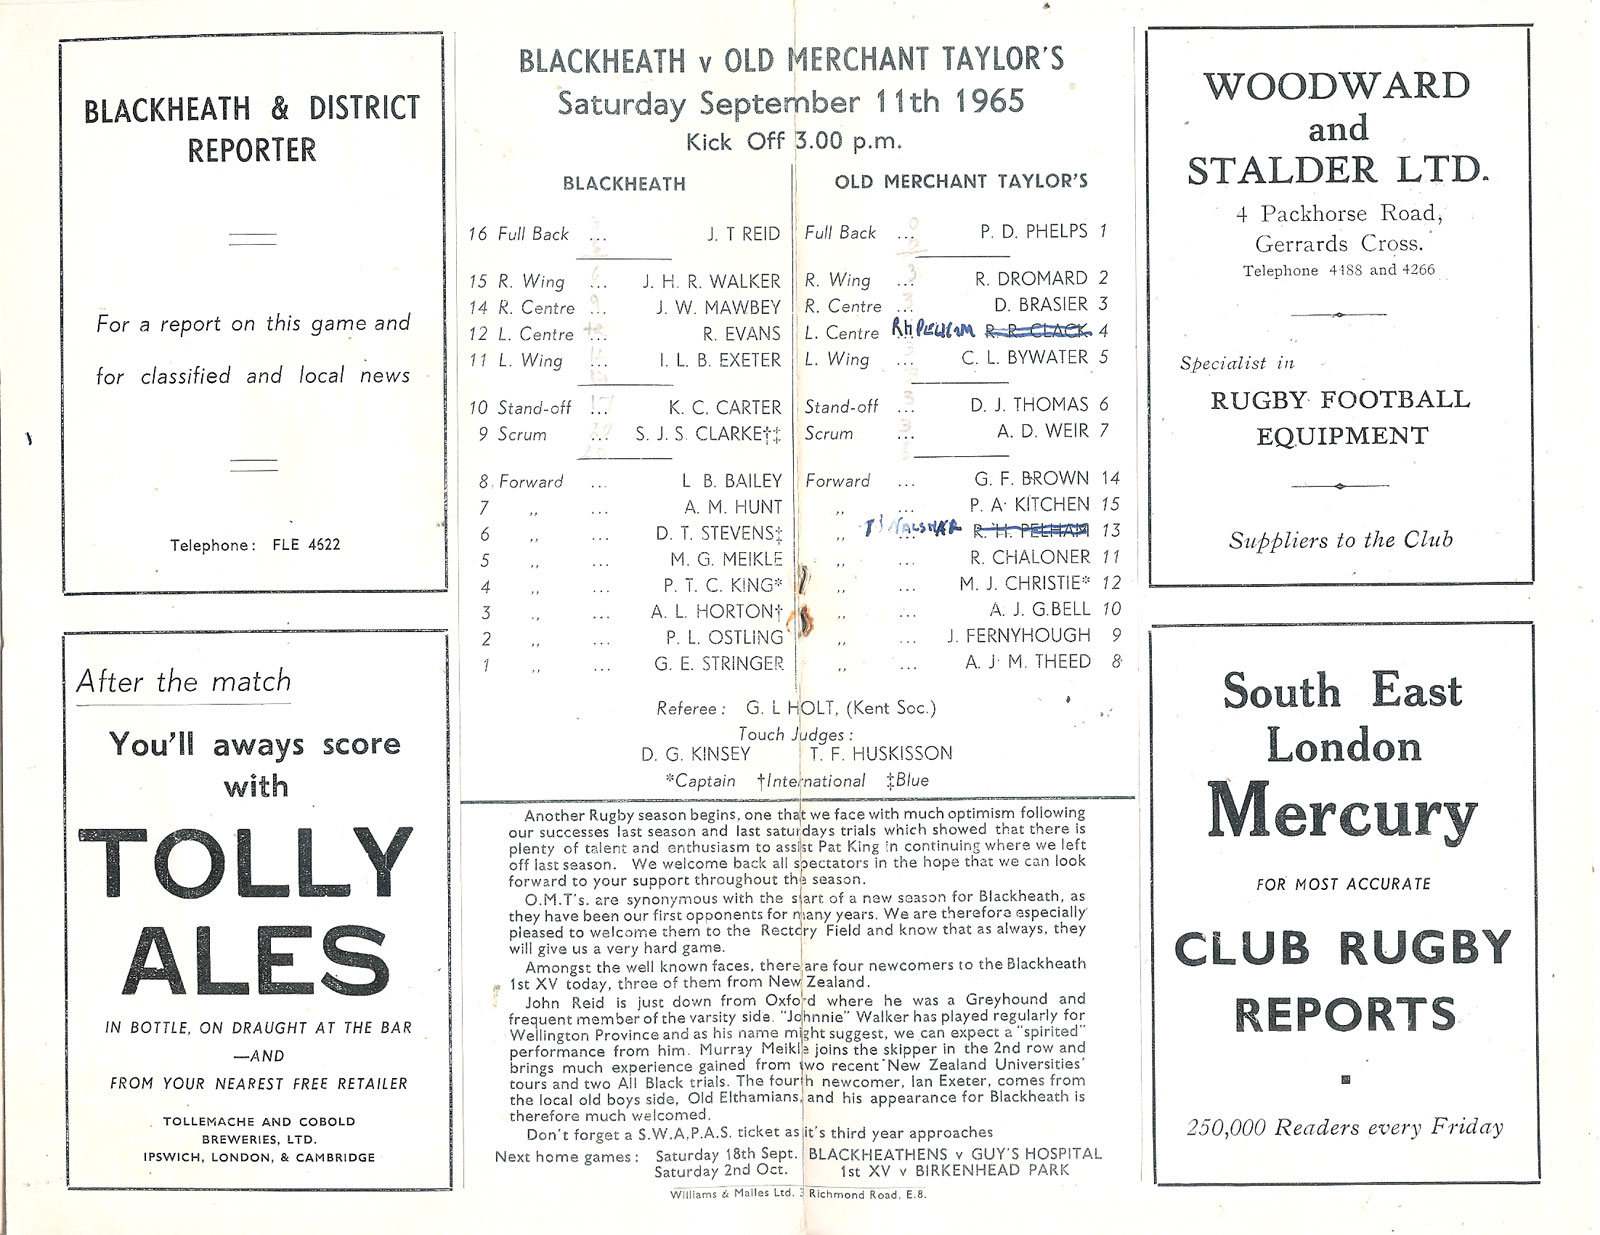 BLACKHEATH & DISTRICT
REPORTER
For a report on this game and
for classified and local news
Telephone: FLE 4622
After the match
You'll aways score
with
TOLLY
ALES
IN BOTTLE, ON DRAUGHT AT THE BAR
—AND
FROM YOUR NEAREST FREE RETAILER
TOLLEMACHE AND COBOLD
BREWERIES, LTD.
IPSWICH, LONDON, & CAMBRIDGE
BLACKHEATH v OLD MERCHANT TAYLOR'S
Saturday September 11th 1965
Kick Off 3.00 p.m.
BLACKHEATH OLD MERCHANT TAYLOR'S
16 Full Back ... J. T REID Full Back ... P. D. PHELPS 1
15 R. Wing ... J. H. R. WALKER R. Wing ... R. DROMARD 2
14 R. Centre ... J. W. MAWBEY R. Centre ... D. BRASIER 3
12 L. Centre ... R. EVANS L. Centre RH PELHAM R. R. CLACK 4
11 L. Wing ... I. L. B. EXETER L. Wing ... C. L. BYWATER 5
10 Stand-off ... K. C. CARTER Stand-off ... D. J. THOMAS 6
9 Scrum ... S. J. S. CLARKE†‡ Scrum ... A. D. WEIR 7
8 Forward ... L B. BAILEY Forward ... G. F. BROWN 14
7 ,, ... A. M. HUNT ,, ... P. A. KITCHEN 15
6 ,, ... D. T. STEVENS‡ ,, ... R. H. PELHAM 13
5 ,, ... M. G. MEIKLE ,, ... R. CHALONER 11
4 ,, ... P. T. C. KING* ,, ... M. J. CHRISTIE* 12
3 ,, ... A. L. HORTON† ,, ... A. J. G. BELL 10
2 ,, ... P. L. OSTLING ,, ... J. FERNYHOUGH 9
1 ,, ... G. E. STRINGER ,, ... A. J. M. THEED 8
Referee: G. L HOLT, (Kent Soc.)
Touch Judges:
D. G. KINSEY T. F. HUSKISSON
*Captain †International ‡Blue
Another Rugby season begins, one that we face with much optimism following
our successes last season and last saturdays trials which showed that there is
plenty of talent and enthusiasm to assist Pat King in continuing where we left
off last season. We welcome back all spectators in the hope that we can look
forward to your support throughout the season.
O.M.T's. are synonymous with the start of a new season for Blackheath, as
they have been our first opponents for many years. We are therefore especially
pleased to welcome them to the Rectory Field and know that as always, they
will give us a very hard game.
Amongst the well known faces, there are four newcomers to the Blackheath
1st XV today, three of them from New Zealand.
John Reid is just down from Oxford where he was a Greyhound and
frequent member of the varsity side. "Johnnie" Walker has played regularly for
Wellington Province and as his name might suggest, we can expect a "spirited"
performance from him. Murray Meikle joins the skipper in the 2nd row and
brings much experience gained from two recent New Zealand Universities'
tours and two All Black trials. The fourth newcomer, Ian Exeter, comes from
the local old boys side, Old Elthamians, and his appearance for Blackheath is
therefore much welcomed.
Don't forget a S.W.A.P.A.S. ticket as it's third year approaches
Next home games: Saturday 18th Sept. BLACKHEATHENS v GUY'S HOSPITAL
Saturday 2nd Oct. 1st XV v BIRKENHEAD PARK
Williams & Mailes Ltd. 3 Richmond Road, E.8.
WOODWARD
and
STALDER LTD.
4 Packhorse Road,
Gerrards Cross.
Telephone 4188 and 4266
Specialist in
RUGBY FOOTBALL
EQUIPMENT
Suppliers to the Club
South East
London
Mercury
FOR MOST ACCURATE
CLUB RUGBY
REPORTS
250,000 Readers every Friday